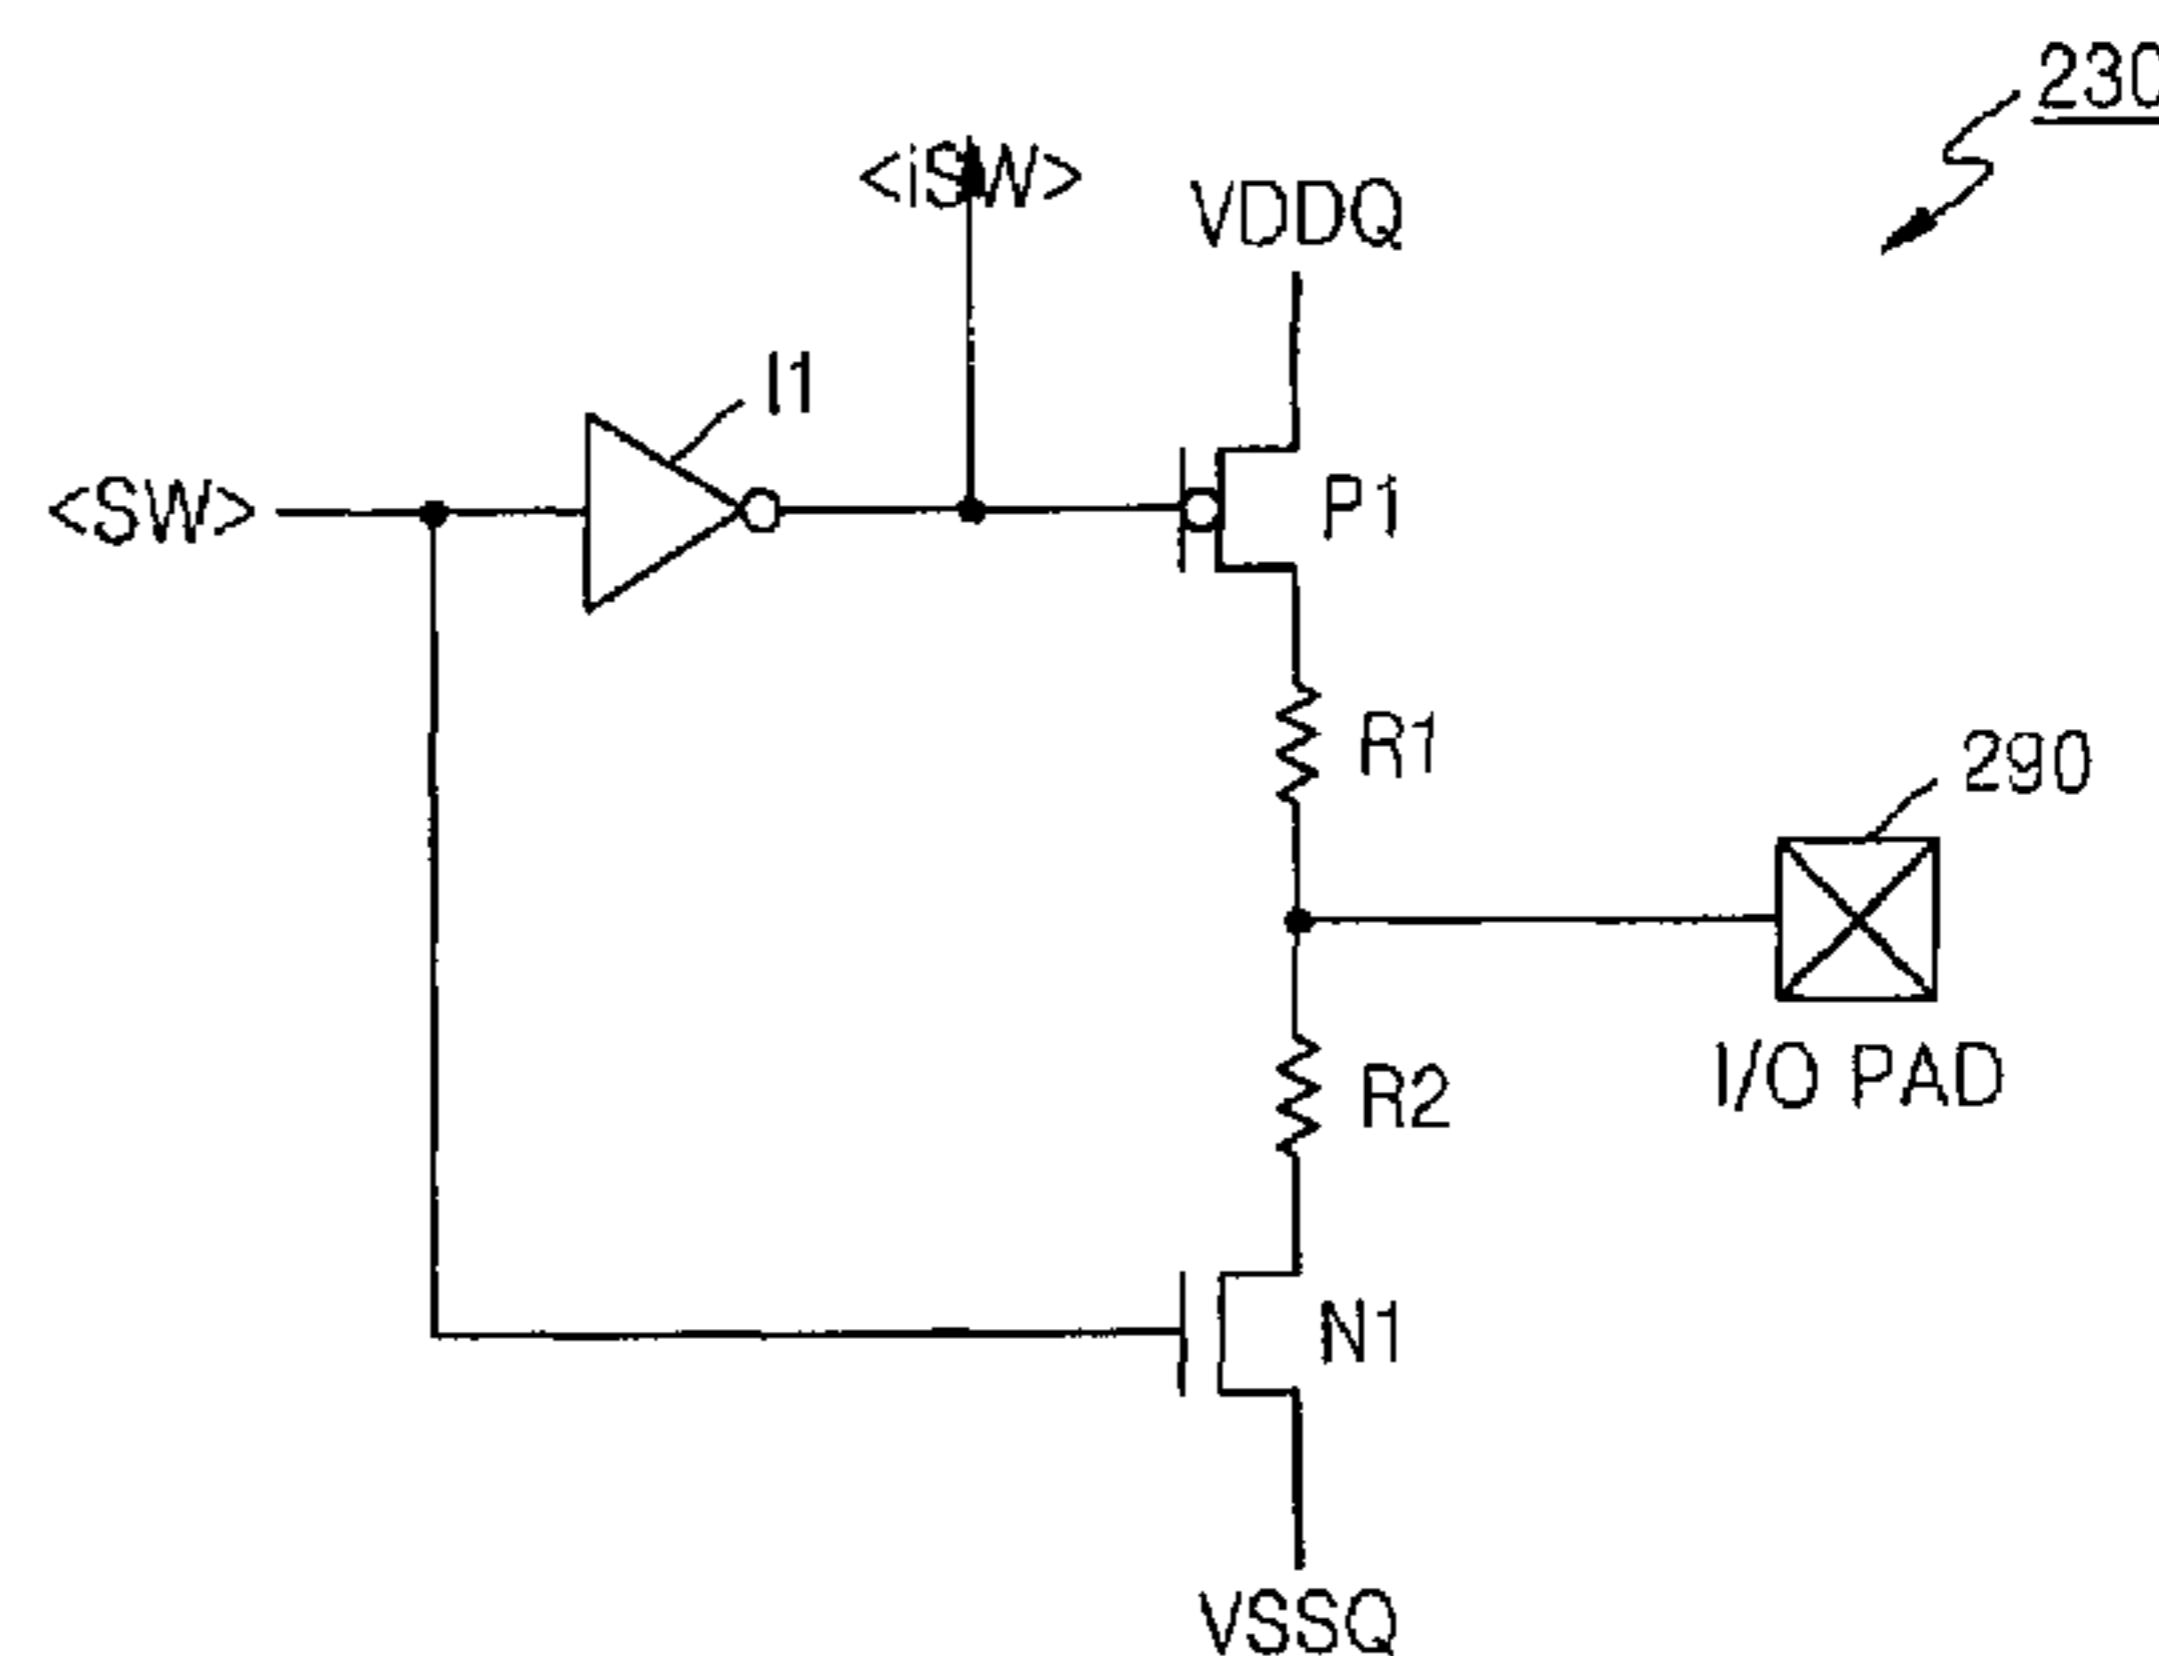 230
<iSW>
VDDQ
I1
<SW>
P1
R1
290
R2
I/O PAD
N1
VSSQ